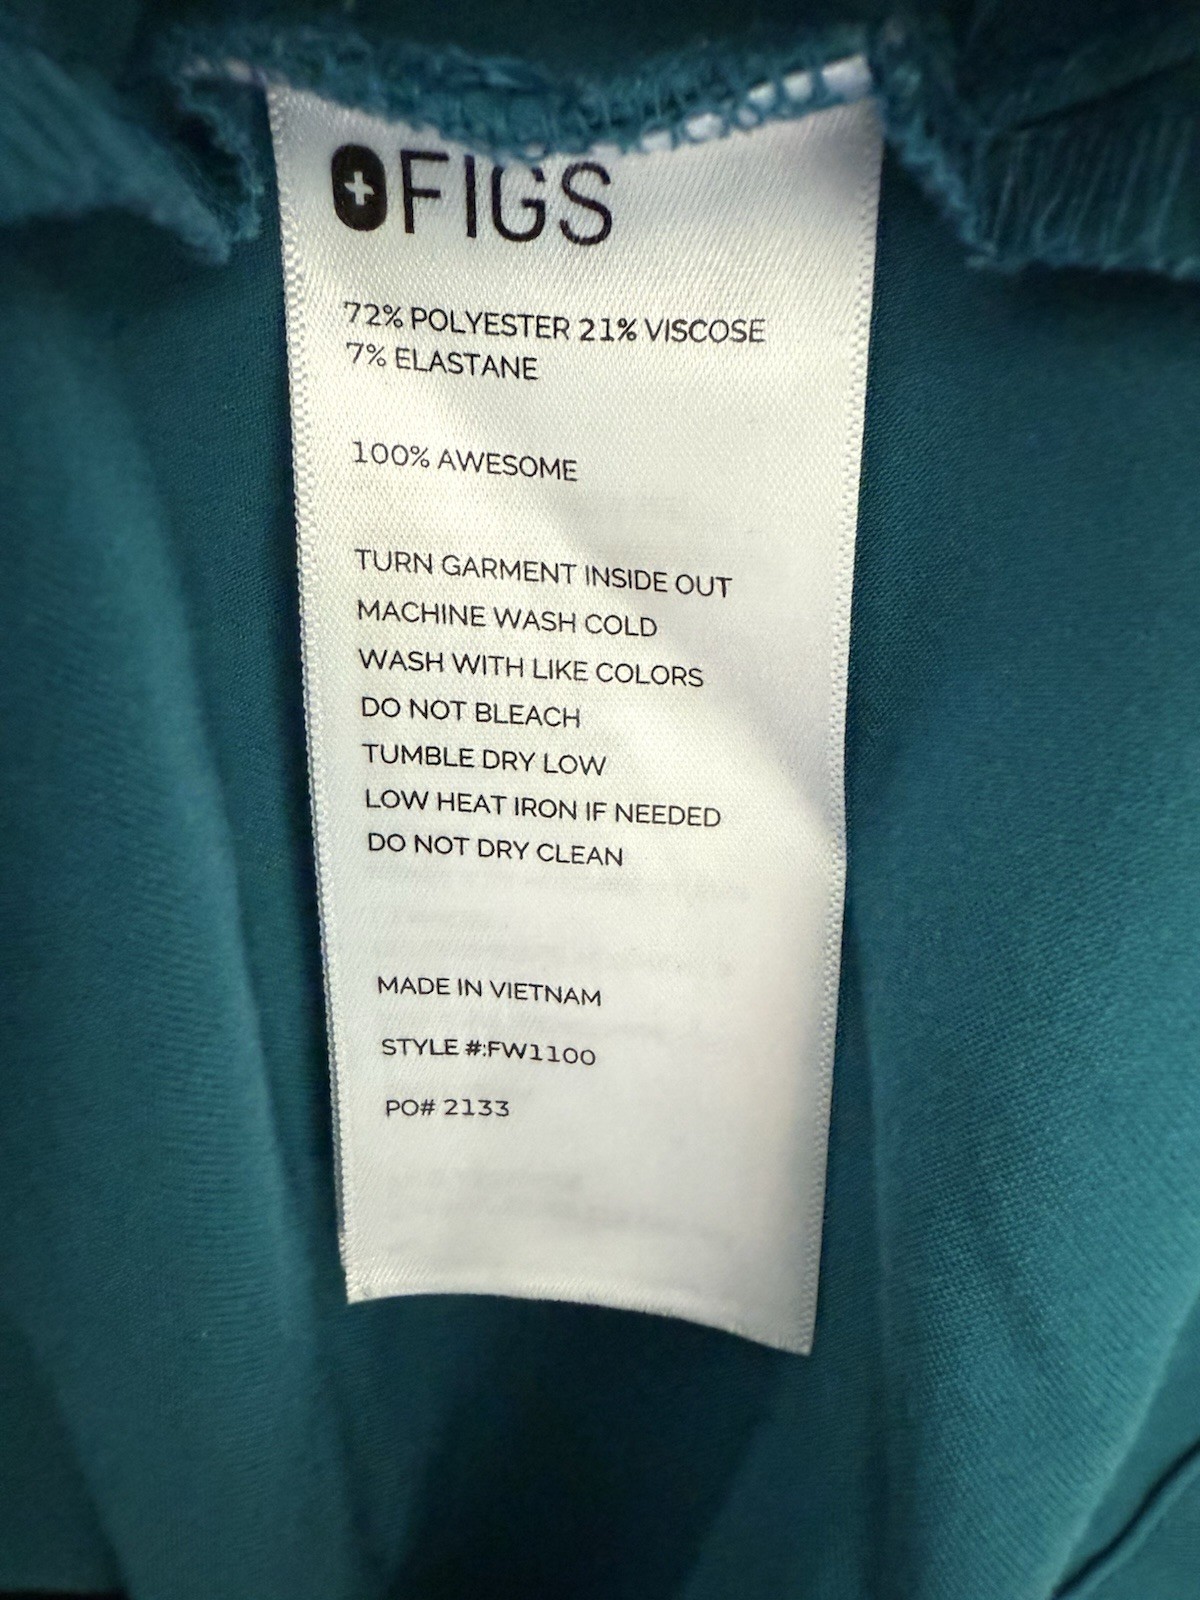 FIGS
72% POLYESTER 21% VISCOSE
7% ELASTANE
100% AWESOME
TURN GARMENT INSIDE OUT
MACHINE WASH COLD
WASH WITH LIKE COLORS
DO NOT BLEACH
TUMBLE DRY LOW
LOW HEAT IRON IF NEEDED
DO NOT DRY CLEAN
MADE IN VIETNAM
STYLE #:FW1100
PO# 2133